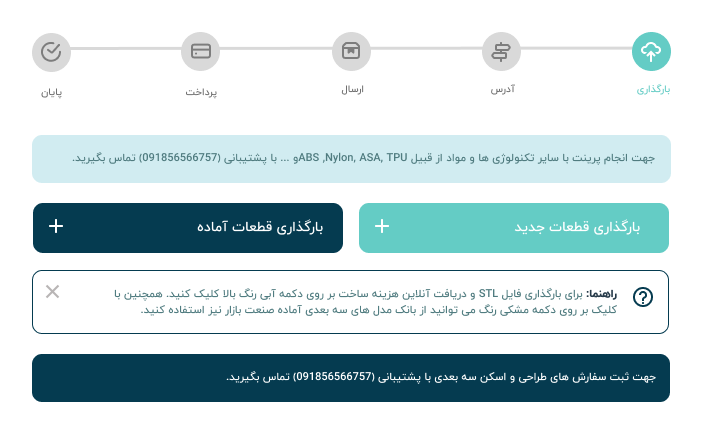 بارگذاری
آدرس
ارسال
پرداخت
پایان
جهت انجام پرینت با سایر تکنولوژی ها و مواد از قبیل ABS ,Nylon, ASA, TPUو ... با پشتیبانی (091856566757) تماس بگیرید.
بارگذاری قطعات جدید
بارگذاری قطعات آماده
راهنما: برای بارگذاری فایل STL و دریافت آنلاین هزینه ساخت بر روی دکمه آبی رنگ بالا کلیک کنید. همچنین با
کلیک بر روی دکمه مشکی رنگ می توانید از بانک مدل های سه بعدی آماده صنعت بازار نیز استفاده کنید.
جهت ثبت سفارش های طراحی و اسکن سه بعدی با پشتیبانی (091856566757) تماس بگیرید.